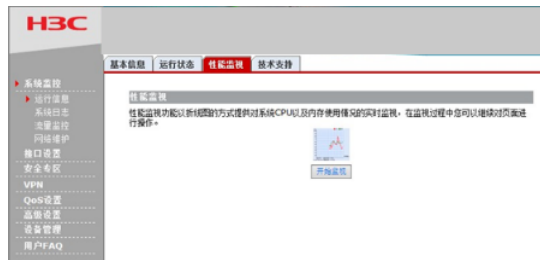 H3C
基本信息 运行状态 性能监视 技术支持
系统监控
运行信息
系统日志
流量监控
网络维护
接口设置
安全专区
VPN
QoS设置
高级设置
设备管理
用户FAQ
性能监视
性能监视功能以折线图的方式提供对系统CPU以及内存使用情况的实时监视，在监视过程中您可以继续对页面进
行操作。
开始监视